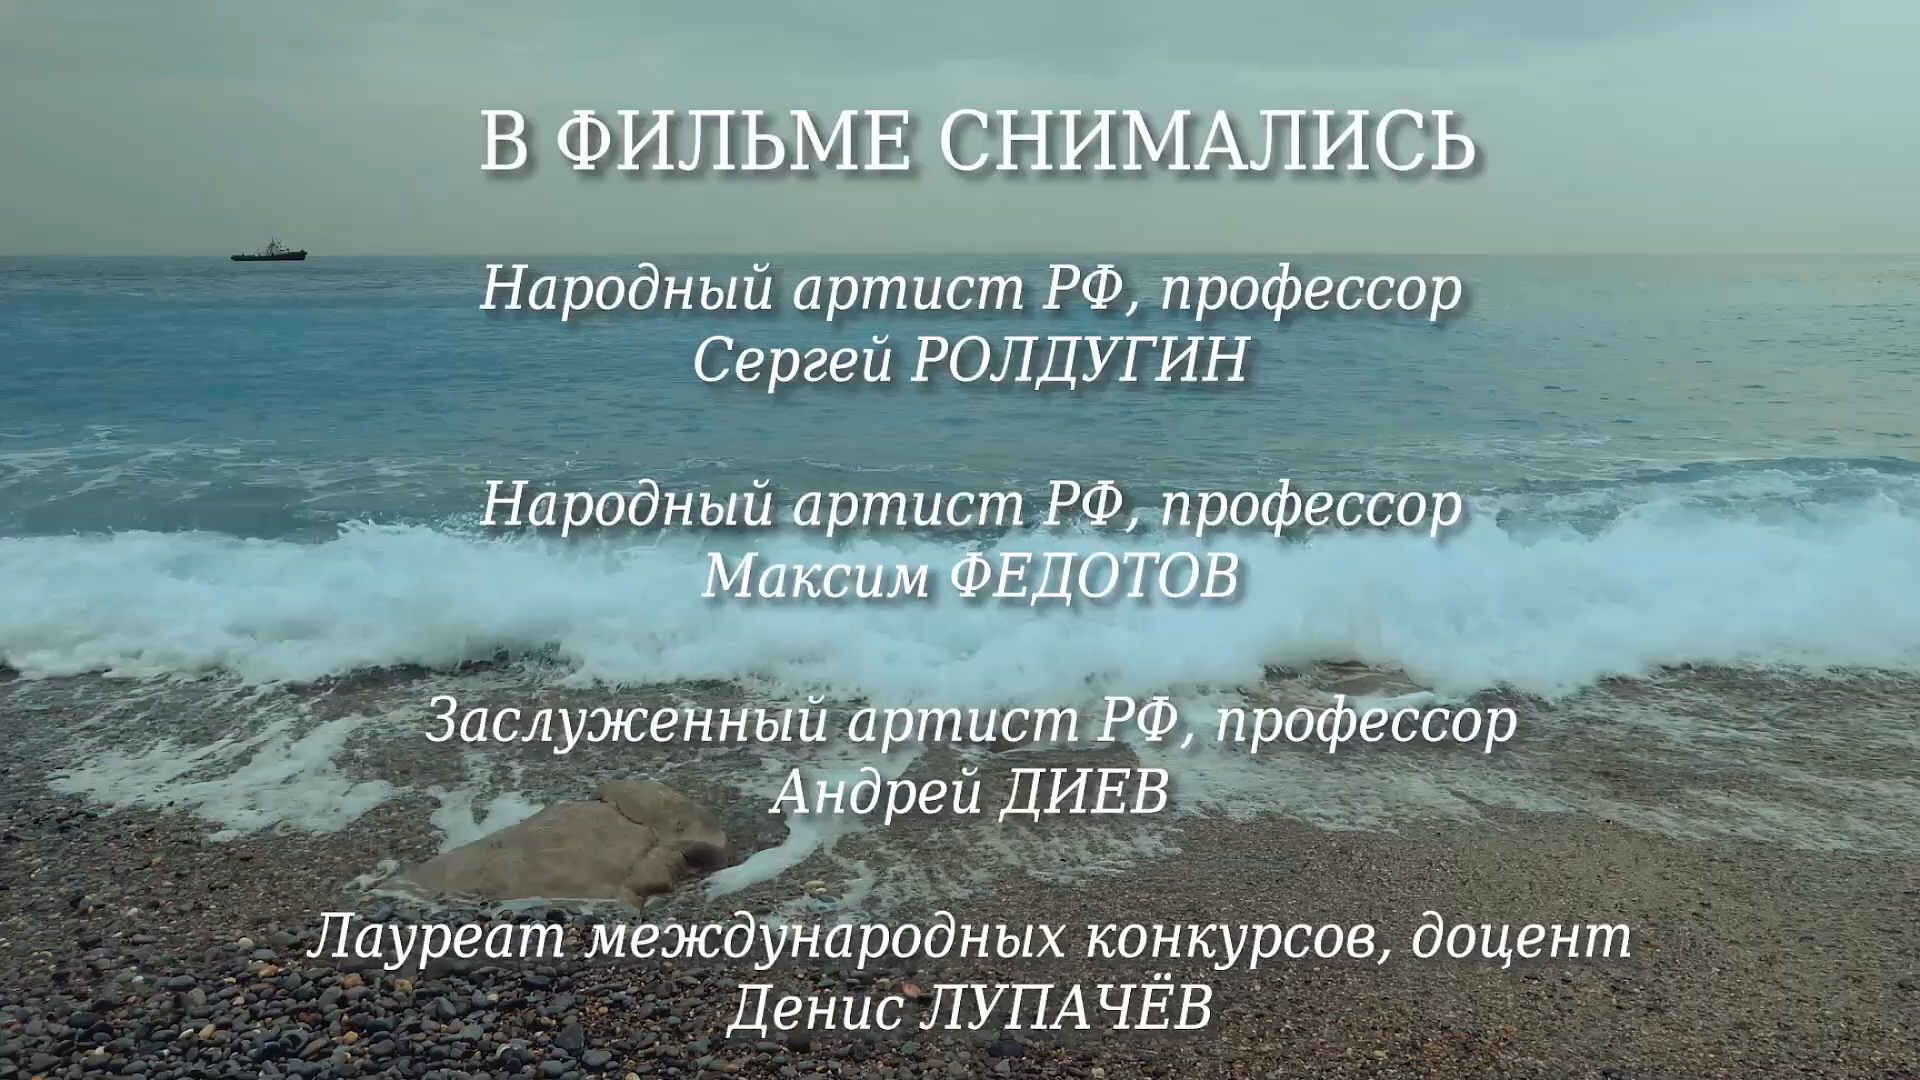 В ФИЛЬМЕ СНИМАЛИСЬ
Народный артист РФ, профессор
Сергей РОЛДУГИН
Народный артист РФ, профессор
Максим ФЕДОТОВ
Заслуженный артист РФ, профессор
Андрей ДИЕВ
Лауреат международных конкурсов, доцент
Денис ЛУПАЧЁВ